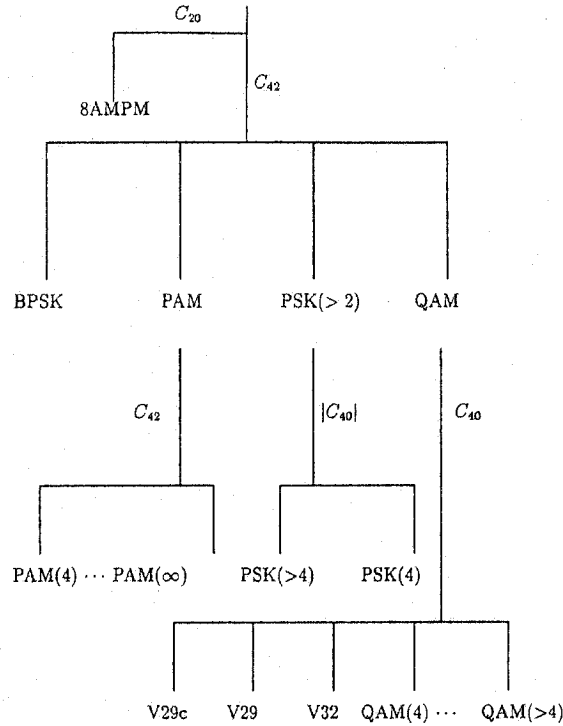 C₂₀
C₄₂
8AMPM
BPSK PAM PSK(> 2) QAM
C₄₂ |C₄₀| C₄₀
PAM(4) ··· PAM(∞) PSK(>4) PSK(4)
V29c V29 V32 QAM(4) ··· QAM(>4)